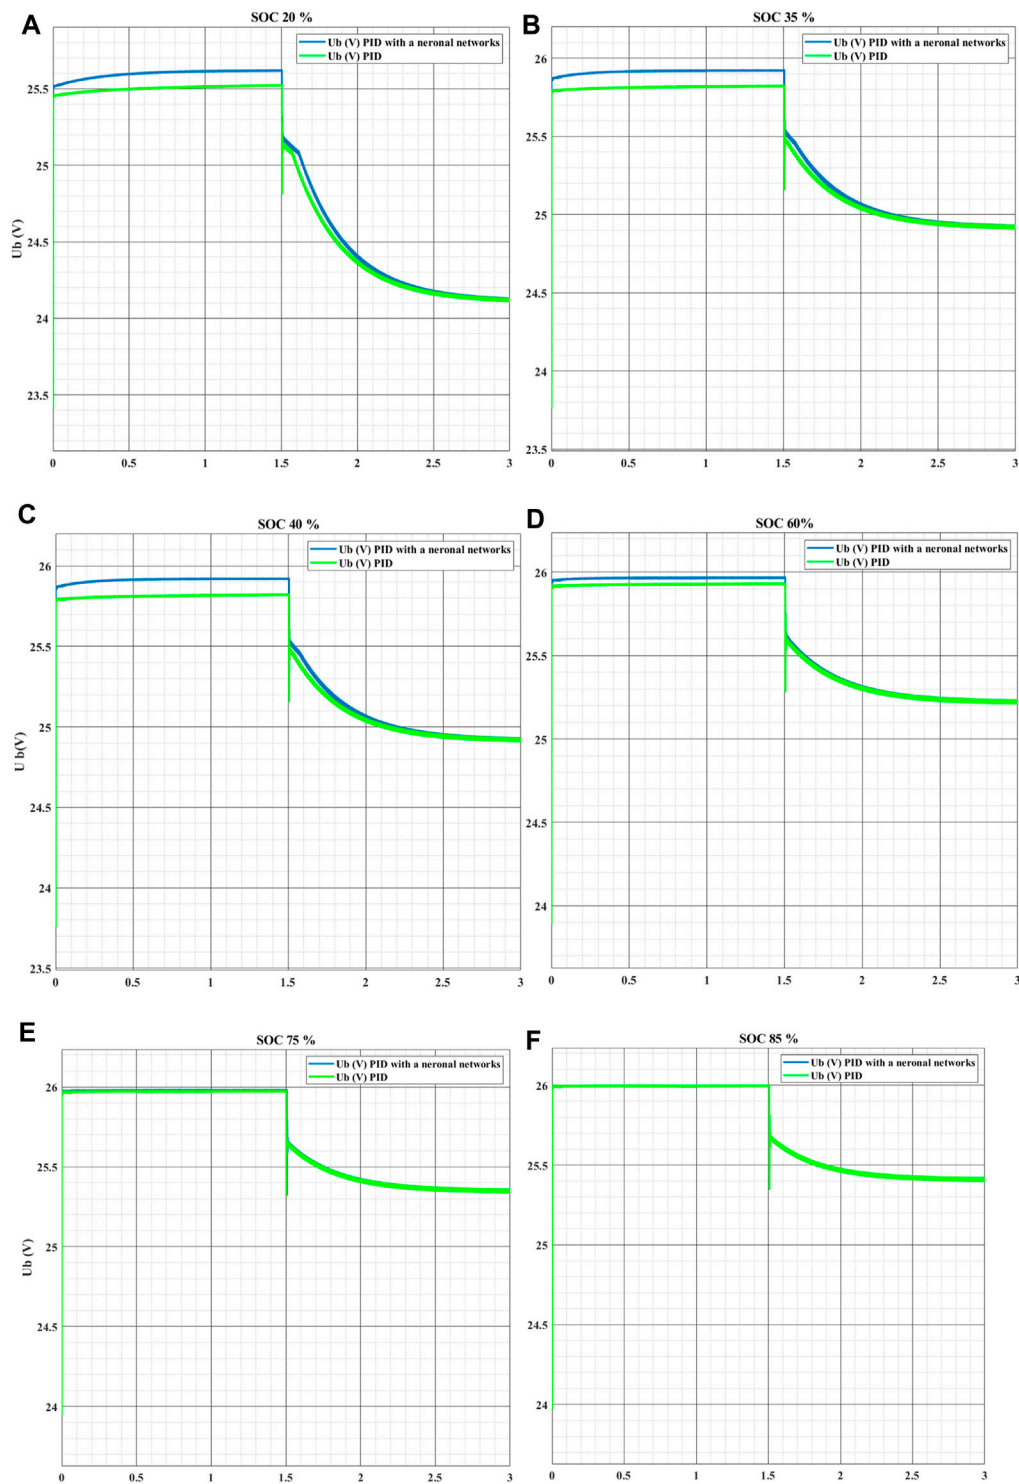 A
SOC 20 %
Ub (V) PID with a neronal networks
Ub (V) PID
25.5
25
24.5
24
23.5
Ub (V)
0 0.5 1 1.5 2 2.5 3
B
SOC 35 %
Ub (V) PID with a neronal networks
Ub (V) PID
26
25.5
25
24.5
24
23.5
0 0.5 1 1.5 2 2.5 3
C
SOC 40 %
Ub (V) PID with a neronal networks
Ub (V) PID
26
25.5
25
24.5
24
23.5
U b(V)
0 0.5 1 1.5 2 2.5 3
D
SOC 60%
Ub (V) PID with a neronal networks
Ub (V) PID
26
25.5
25
24.5
24
0 0.5 1 1.5 2 2.5 3
E
SOC 75 %
Ub (V) PID with a neronal networks
Ub (V) PID
26
25.5
25
24.5
24
Ub (V)
0 0.5 1 1.5 2 2.5 3
F
SOC 85 %
Ub (V) PID with a neronal networks
Ub (V) PID
26
25.5
25
24.5
24
0 0.5 1 1.5 2 2.5 3